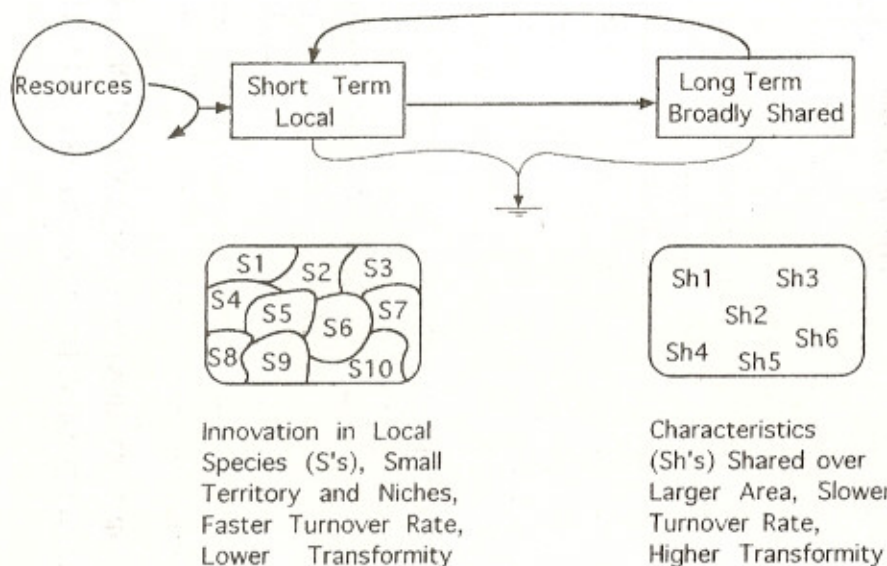 Resources
Short Term
Local
Long Term
Broadly Shared
S1
S2
S3
S4
S5
S6
S7
S8
S9
S10
Sh1
Sh3
Sh2
Sh6
Sh4
Sh5
Innovation in Local
Species (S's), Small
Territory and Niches,
Faster Turnover Rate,
Lower Transformity
Characteristics
(Sh's) Shared over
Larger Area, Slower
Turnover Rate,
Higher Transformity